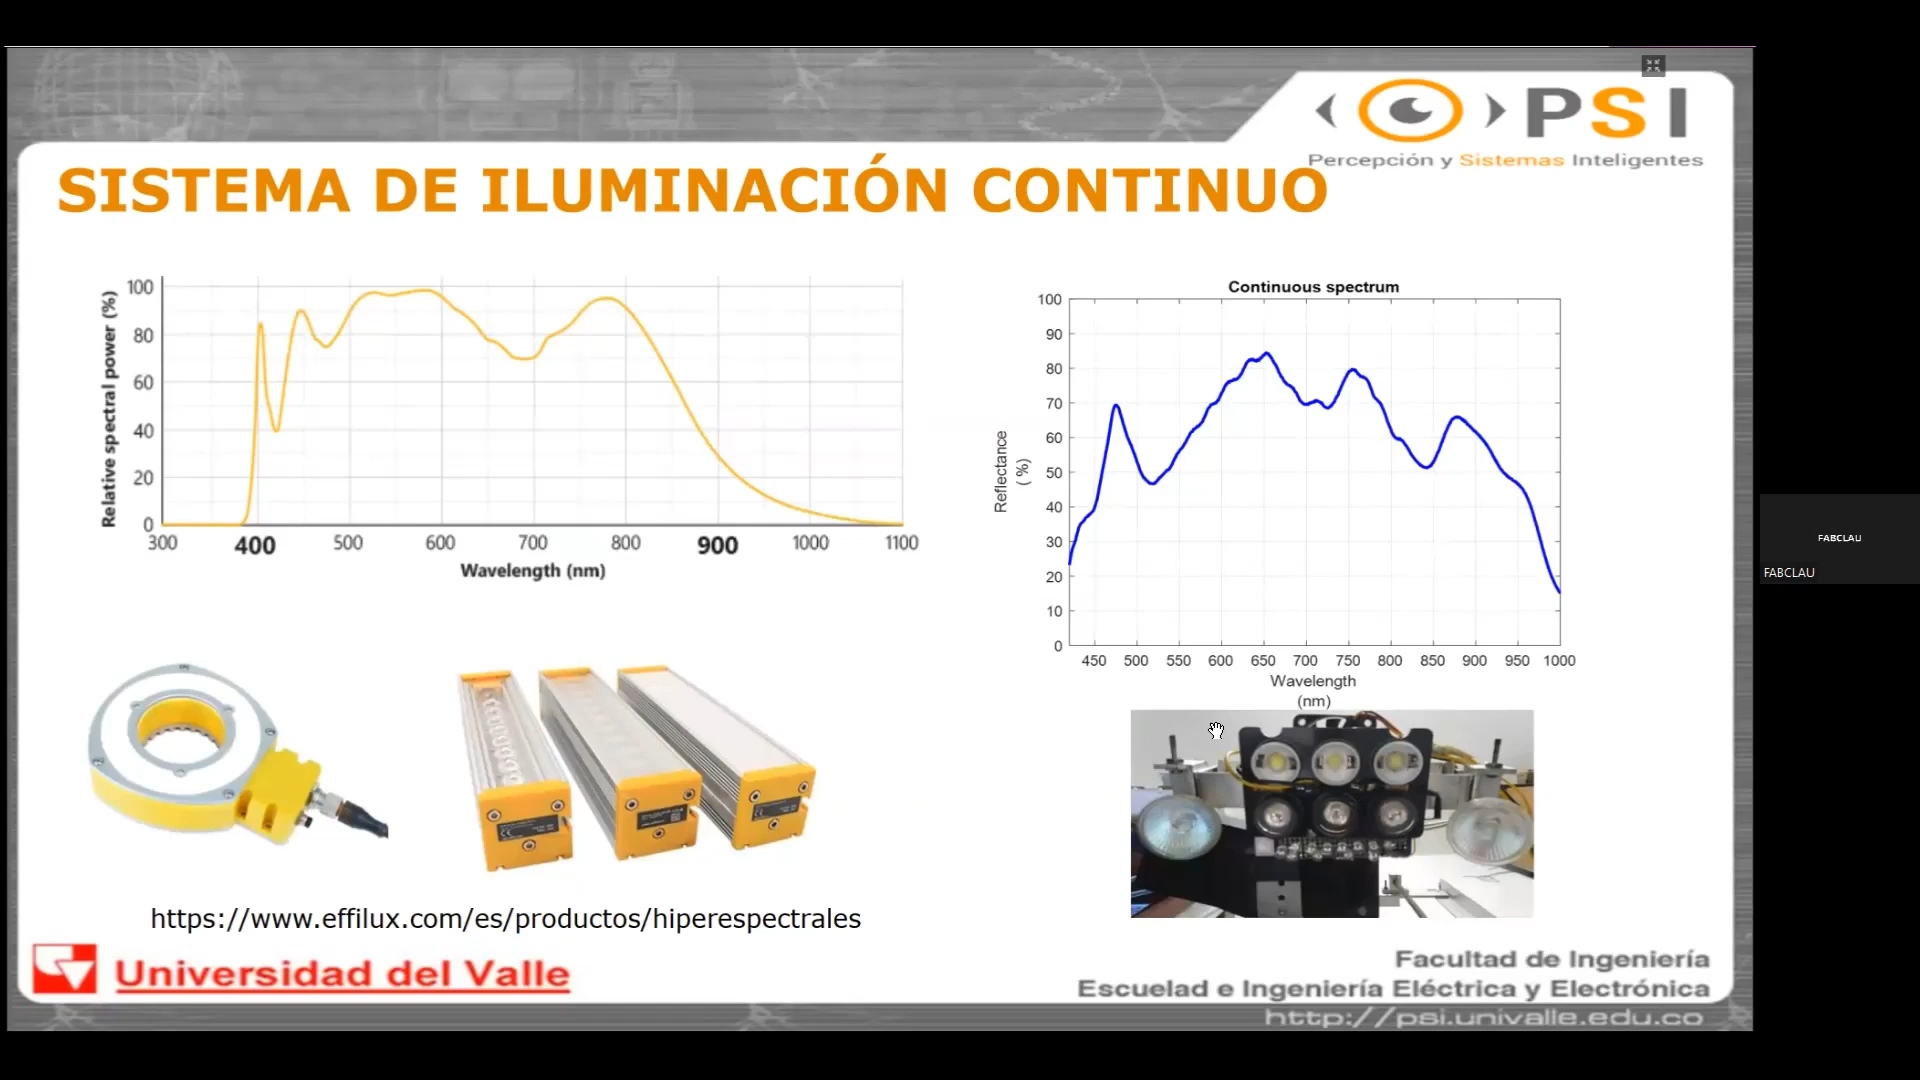 PSI
Percepción y Sistemas Inteligentes
SISTEMA DE ILUMINACIÓN CONTINUO
Relative spectral power (%)
100
80
60
40
20
0
300 400 500 600 700 800 900 1000 1100
Wavelength (nm)
Continuous spectrum
Reflectance
( %)
100
90
80
70
60
50
40
30
20
10
0
450 500 550 600 650 700 750 800 850 900 950 1000
Wavelength
(nm)
FABCLAU
FABCLAU
https://www.effilux.com/es/productos/hiperespectrales
Universidad del Valle
Facultad de Ingeniería
Escuelad e Ingeniería Eléctrica y Electrónica
http://psi.univalle.edu.co